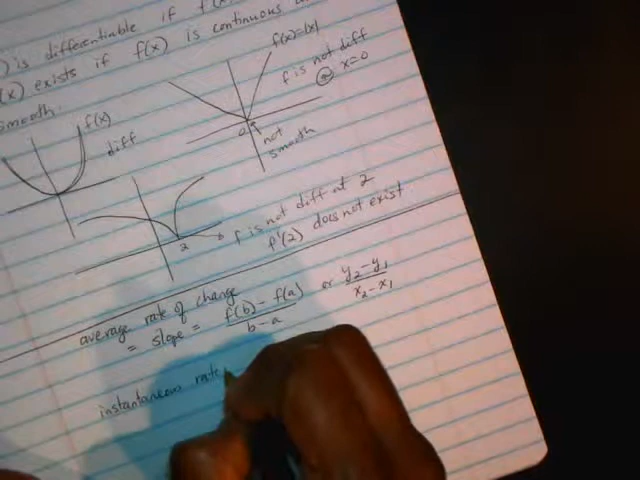 ) is differentiable if f'(x
(x) exists if f(x) is continuous
smooth.
f(x)
diff
f(x)=|x|
f is not diff
@ x=0
not
smooth
2
f is not diff at 2
f'(2) does not exist
average rate of change
= slope = f(b) - f(a) / b - a or y₂-y₁ / x₂-x₁
instantaneous rate